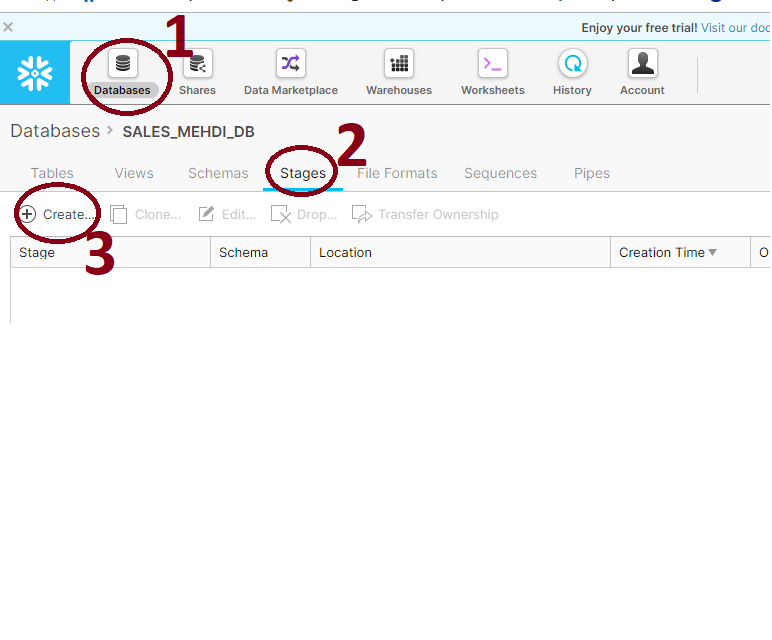 Enjoy your free trial! Visit our doc
1
Databases Shares Data Marketplace Warehouses Worksheets History Account
Databases > SALES_MEHDI_DB
2
Tables Views Schemas Stages File Formats Sequences Pipes
Create... Clone... Edit... Drop... Transfer Ownership
3
Stage Schema Location Creation Time